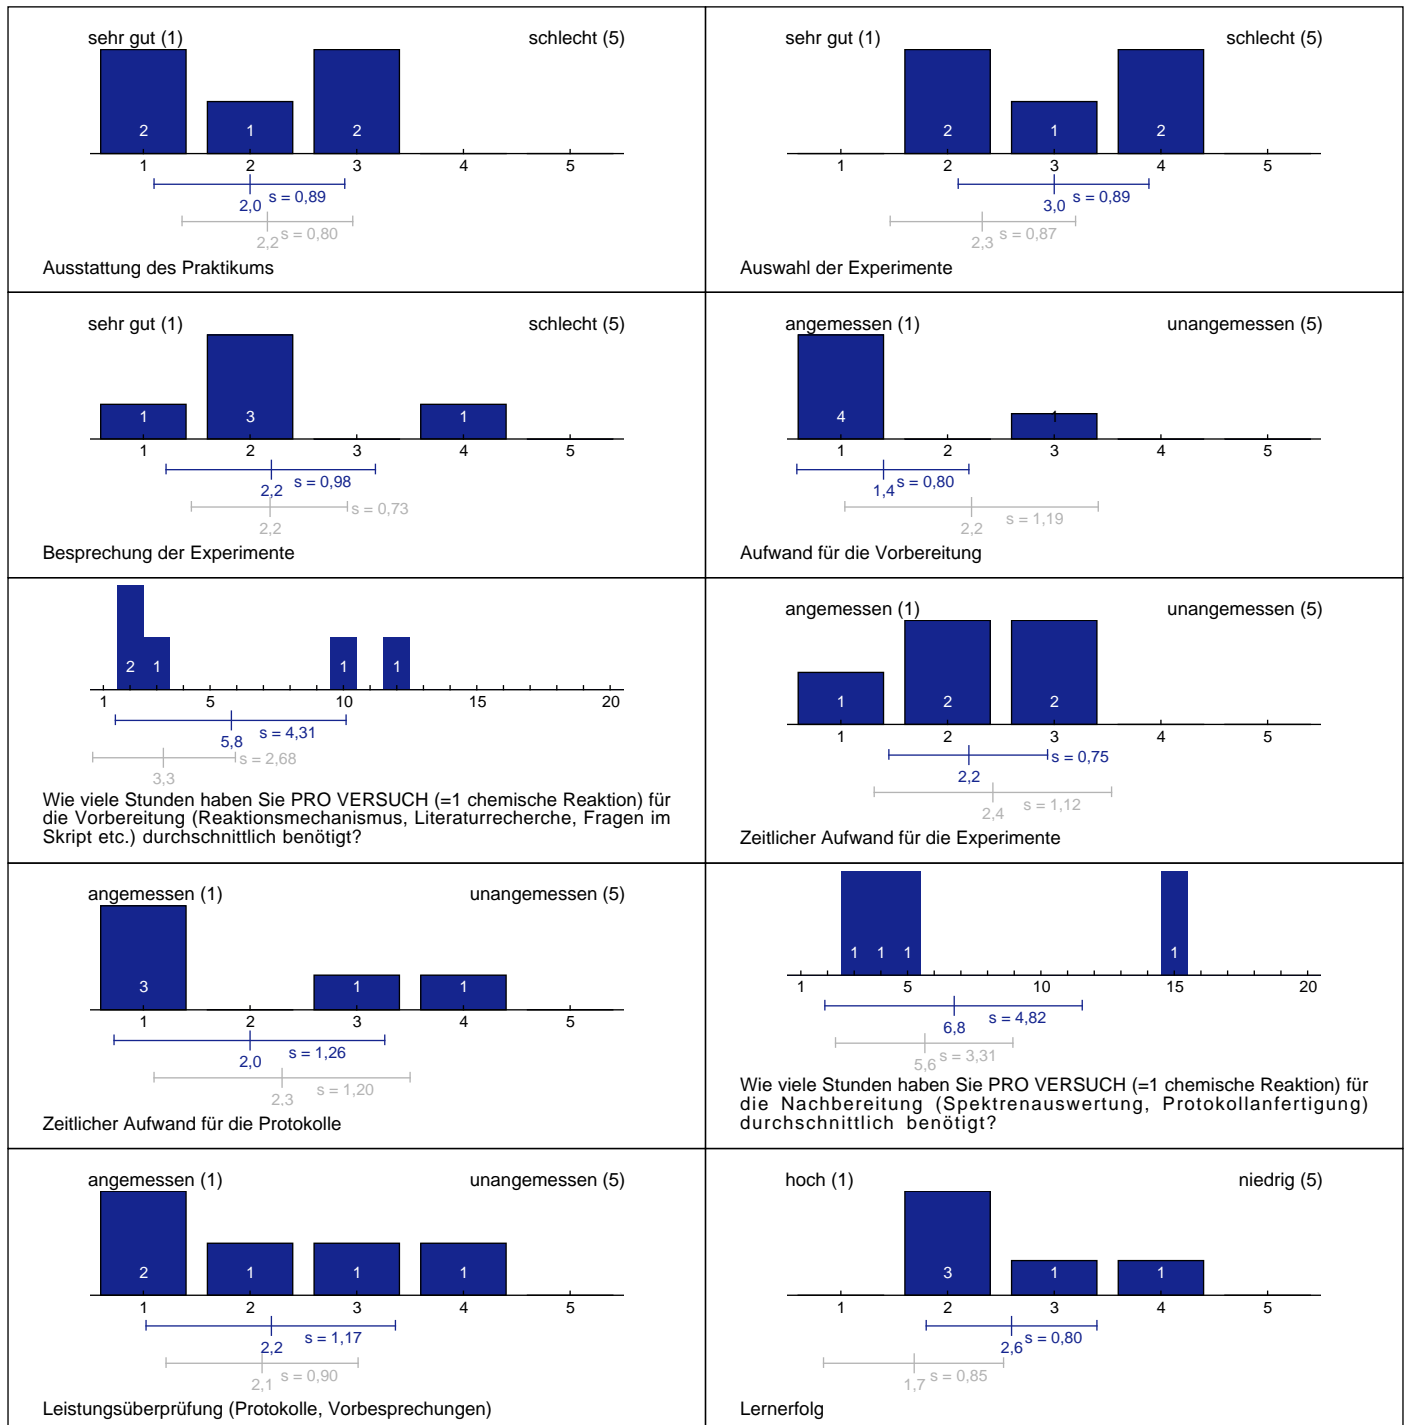 sehr gut (1) schlecht (5)
2 1 2
1 2 3 4 5
s = 0,89
2,0
s = 0,80
2,2
Ausstattung des Praktikums
sehr gut (1) schlecht (5)
2 1 2
1 2 3 4 5
s = 0,89
3,0
s = 0,87
2,3
Auswahl der Experimente
sehr gut (1) schlecht (5)
1 3 1
1 2 3 4 5
s = 0,98
2,2
s = 0,73
2,2
Besprechung der Experimente
angemessen (1) unangemessen (5)
4 1
1 2 3 4 5
s = 0,80
1,4
s = 1,19
2,2
Aufwand für die Vorbereitung
2 1 1 1
1 5 10 15 20
s = 4,31
5,8
s = 2,68
3,3
Wie viele Stunden haben Sie PRO VERSUCH (=1 chemische Reaktion) für
die Vorbereitung (Reaktionsmechanismus, Literaturrecherche, Fragen im
Skript etc.) durchschnittlich benötigt?
angemessen (1) unangemessen (5)
1 2 2
1 2 3 4 5
s = 0,75
2,2
s = 1,12
2,4
Zeitlicher Aufwand für die Experimente
angemessen (1) unangemessen (5)
3 1 1
1 2 3 4 5
s = 1,26
2,0
s = 1,20
2,3
Zeitlicher Aufwand für die Protokolle
1 1 1 1
1 5 10 15 20
s = 4,82
6,8
s = 3,31
5,6
Wie viele Stunden haben Sie PRO VERSUCH (=1 chemische Reaktion) für
die Nachbereitung (Spektrenauswertung, Protokollanfertigung)
durchschnittlich benötigt?
angemessen (1) unangemessen (5)
2 1 1 1
1 2 3 4 5
s = 1,17
2,2
s = 0,90
2,1
Leistungsüberprüfung (Protokolle, Vorbesprechungen)
hoch (1) niedrig (5)
3 1 1
1 2 3 4 5
s = 0,80
2,6
s = 0,85
1,7
Lernerfolg